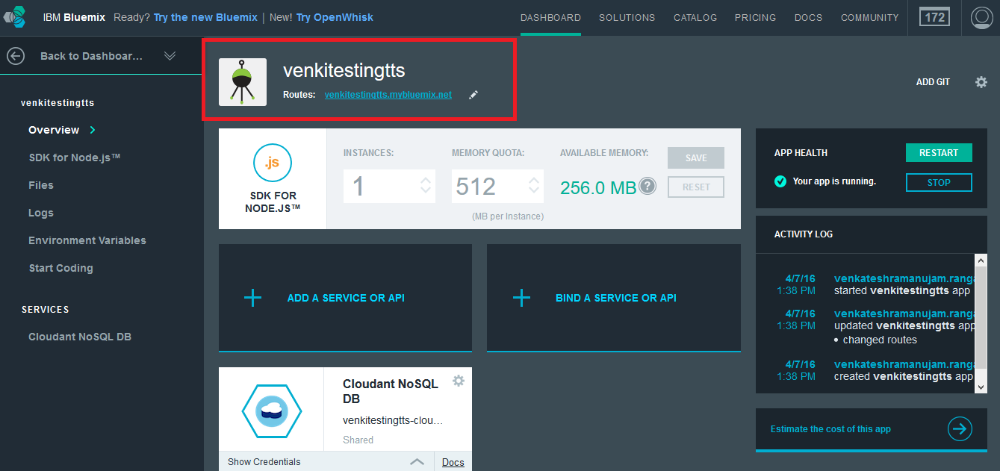 IBM Bluemix Ready? Try the new Bluemix | New! Try OpenWhisk
DASHBOARD SOLUTIONS CATALOG PRICING DOCS COMMUNITY 172
Back to Dashboar...
venkitestingtts
Overview
SDK for Node.js™
Files
Logs
Environment Variables
Start Coding
SERVICES
Cloudant NoSQL DB
venkitestingtts
Routes: venkitestingtts.mybluemix.net
ADD GIT
.js
SDK FOR
NODE.JS™
INSTANCES:
1
MEMORY QUOTA:
512
(MB per Instance)
AVAILABLE MEMORY:
256.0 MB ?
SAVE
RESET
ADD A SERVICE OR API
BIND A SERVICE OR API
Cloudant NoSQL
DB
venkitestingtts-clou...
Shared
Show Credentials
Docs
APP HEALTH
RESTART
Your app is running.
STOP
ACTIVITY LOG
4/7/16 venkateshramanujam.ranga
1:38 PM started venkitestingtts app
4/7/16 venkateshramanujam.ranga
1:38 PM updated venkitestingtts app
• changed routes
4/7/16 venkateshramanujam.ranga
1:38 PM created venkitestingtts app
Estimate the cost of this app